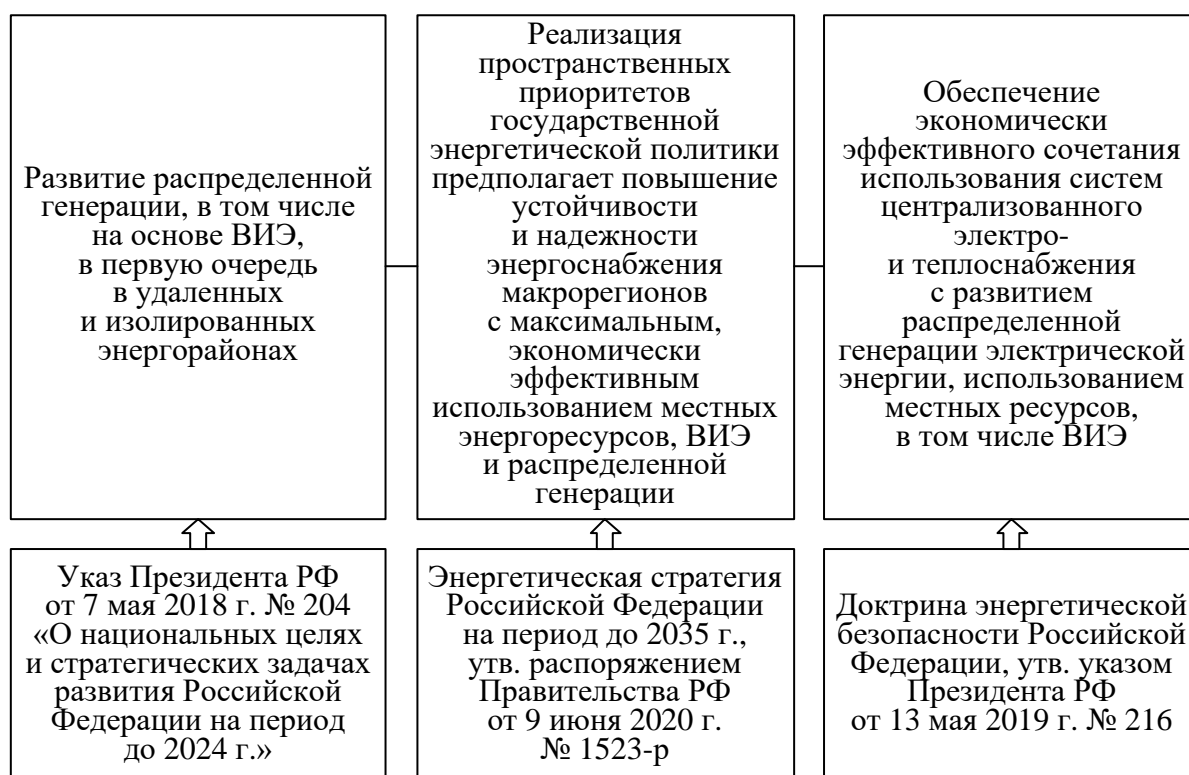 Развитие распределенной
генерации, в том числе
на основе ВИЭ,
в первую очередь
в удаленных
и изолированных
энергорайонах
Реализация
пространственных
приоритетов
государственной
энергетической политики
предполагает повышение
устойчивости
и надежности
энергоснабжения
макрорегионов
с максимальным,
экономически
эффективным
использованием местных
энергоресурсов, ВИЭ
и распределенной
генерации
Обеспечение
экономически
эффективного сочетания
использования систем
централизованного
электро-
и теплоснабжения
с развитием
распределенной
генерации электрической
энергии, использованием
местных ресурсов,
в том числе ВИЭ
Указ Президента РФ
от 7 мая 2018 г. № 204
«О национальных целях
и стратегических задачах
развития Российской
Федерации на период
до 2024 г.»
Энергетическая стратегия
Российской Федерации
на период до 2035 г.,
утв. распоряжением
Правительства РФ
от 9 июня 2020 г.
№ 1523-р
Доктрина энергетической
безопасности Российской
Федерации, утв. указом
Президента РФ
от 13 мая 2019 г. № 216